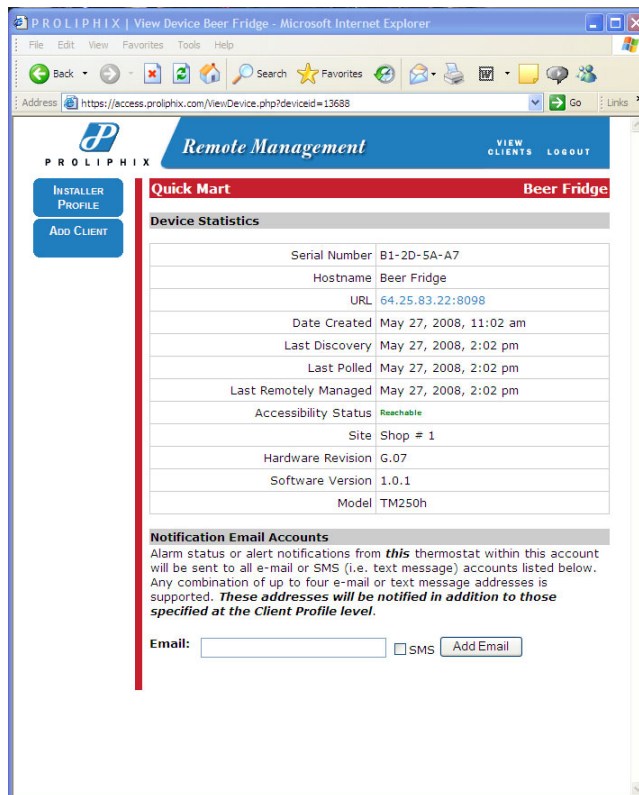 P R O L I P H I X | View Device Beer Fridge - Microsoft Internet Explorer
File Edit View Favorites Tools Help
Back Search Favorites
Address https://access.proliphix.com/ViewDevice.php?deviceid=13688 Go Links
P R O L I P H I X Remote Management VIEW CLIENTS LOGOUT
INSTALLER PROFILE
ADD CLIENT
Quick Mart Beer Fridge
Device Statistics
Serial Number B1-2D-5A-A7
Hostname Beer Fridge
URL 64.25.83.22:8098
Date Created May 27, 2008, 11:02 am
Last Discovery May 27, 2008, 2:02 pm
Last Polled May 27, 2008, 2:02 pm
Last Remotely Managed May 27, 2008, 2:02 pm
Accessibility Status Reachable
Site Shop # 1
Hardware Revision G.07
Software Version 1.0.1
Model TM250h
Notification Email Accounts
Alarm status or alert notifications from this thermostat within this account
will be sent to all e-mail or SMS (i.e. text message) accounts listed below.
Any combination of up to four e-mail or text message addresses is
supported. These addresses will be notified in addition to those
specified at the Client Profile level.
Email: SMS Add Email